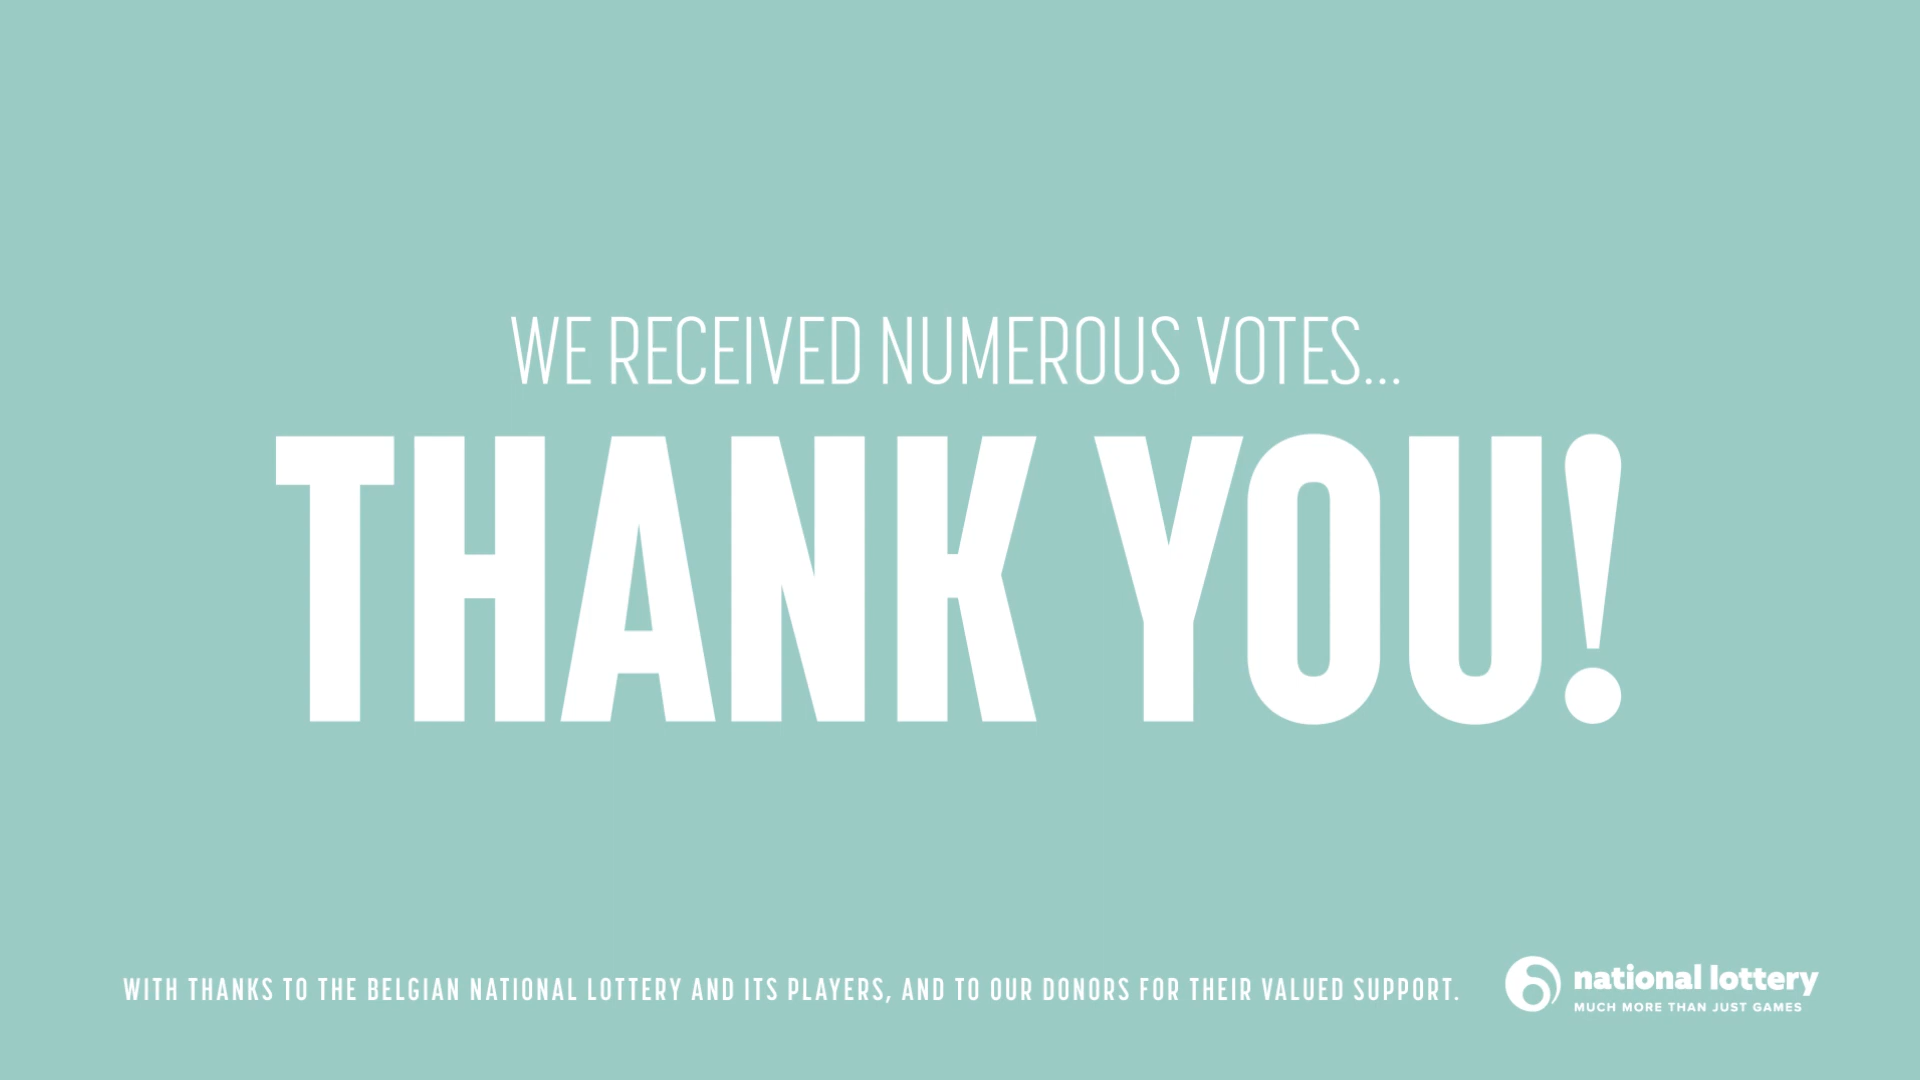 WE RECEIVED NUMEROUS VOTES...
THANK YOU!
WITH THANKS TO THE BELGIAN NATIONAL LOTTERY AND ITS PLAYERS, AND TO OUR DONORS FOR THEIR VALUED SUPPORT.
national lottery
MUCH MORE THAN JUST GAMES